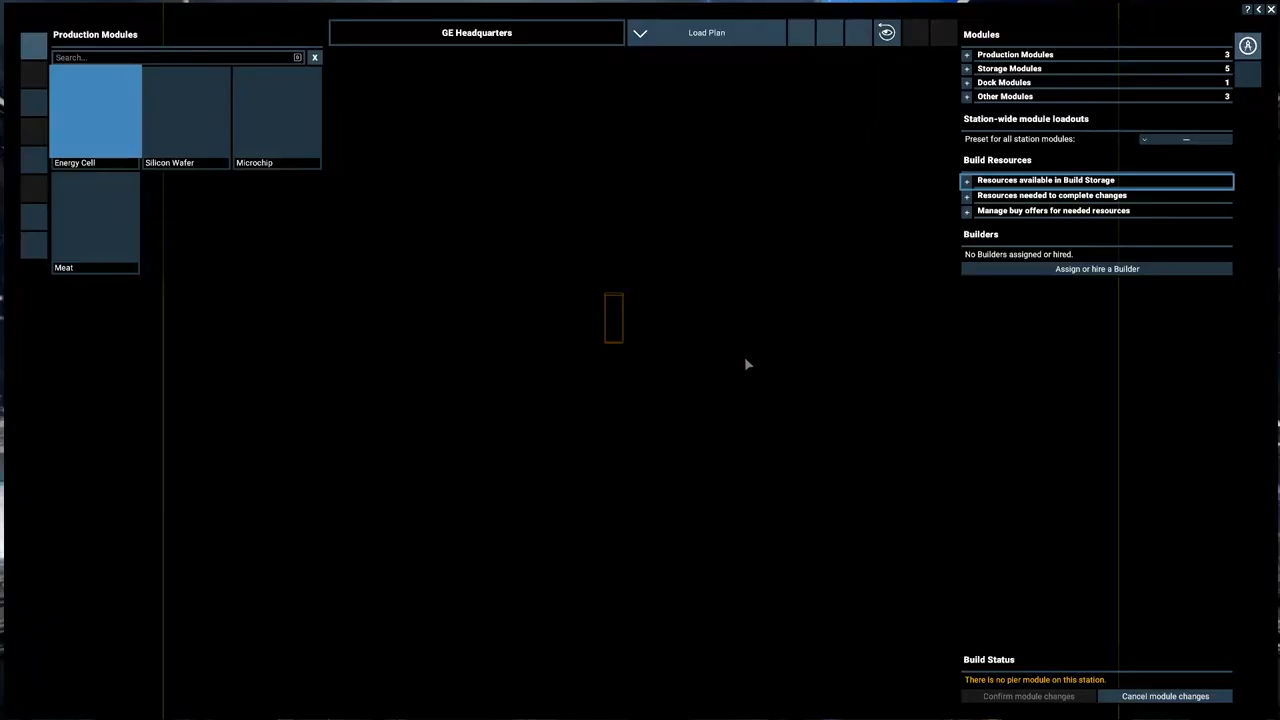 Production Modules
Search...
X
Energy Cell
Silicon Wafer
Microchip
Meat
GE Headquarters
Load Plan
?
Modules
Production Modules 3
Storage Modules 5
Dock Modules 1
Other Modules 3
Station-wide module loadouts
Preset for all station modules: —
Build Resources
Resources available in Build Storage
Resources needed to complete changes
Manage buy offers for needed resources
Builders
No Builders assigned or hired.
Assign or hire a Builder
Build Status
There is no pier module on this station.
Confirm module changes
Cancel module changes